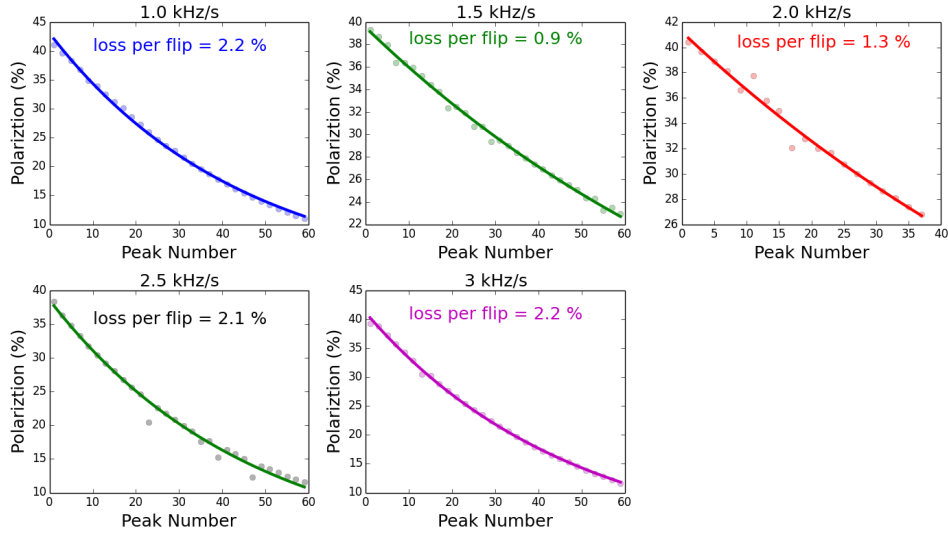 1.0 kHz/s
loss per flip = 2.2 %
Polariztion (%)
45
40
35
30
25
20
15
10
0 10 20 30 40 50 60
Peak Number
1.5 kHz/s
loss per flip = 0.9 %
Polariztion (%)
40
38
36
34
32
30
28
26
24
22
0 10 20 30 40 50 60
Peak Number
2.0 kHz/s
loss per flip = 1.3 %
Polariztion (%)
42
40
38
36
34
32
30
28
26
0 5 10 15 20 25 30 35 40
Peak Number
2.5 kHz/s
loss per flip = 2.1 %
Polariztion (%)
40
35
30
25
20
15
10
0 10 20 30 40 50 60
Peak Number
3 kHz/s
loss per flip = 2.2 %
Polariztion (%)
45
40
35
30
25
20
15
10
0 10 20 30 40 50 60
Peak Number